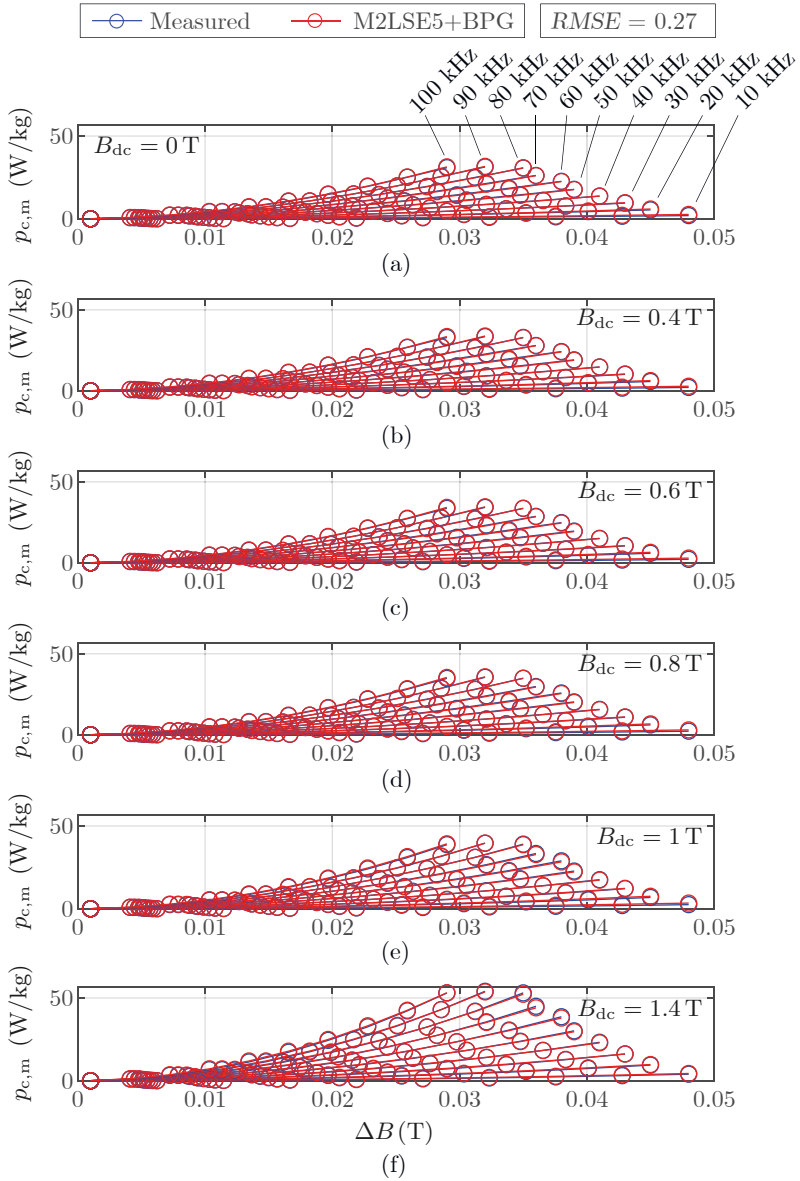 Measured M2LSE5+BPG RMSE = 0.27
100 kHz 90 kHz 80 kHz 70 kHz 60 kHz 50 kHz 40 kHz 30 kHz 20 kHz 10 kHz
p_c,m (W/kg)
50
0
B_dc = 0 T
0 0.01 0.02 0.03 0.04 0.05
(a)
p_c,m (W/kg)
50
0
B_dc = 0.4 T
0 0.01 0.02 0.03 0.04 0.05
(b)
p_c,m (W/kg)
50
0
B_dc = 0.6 T
0 0.01 0.02 0.03 0.04 0.05
(c)
p_c,m (W/kg)
50
0
B_dc = 0.8 T
0 0.01 0.02 0.03 0.04 0.05
(d)
p_c,m (W/kg)
50
0
B_dc = 1 T
0 0.01 0.02 0.03 0.04 0.05
(e)
p_c,m (W/kg)
50
0
B_dc = 1.4 T
0 0.01 0.02 0.03 0.04 0.05
ΔB (T)
(f)